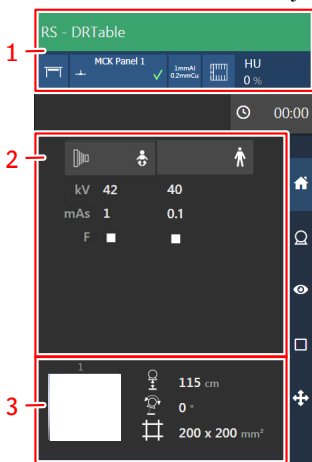 1
RS - DRTable
MCK Panel 1
1mmAl
0.2mmCu
HU
0 %
00:00
2
kV 42 40
mAs 1 0.1
F
3
1
115 cm
0 °
200 x 200 mm²